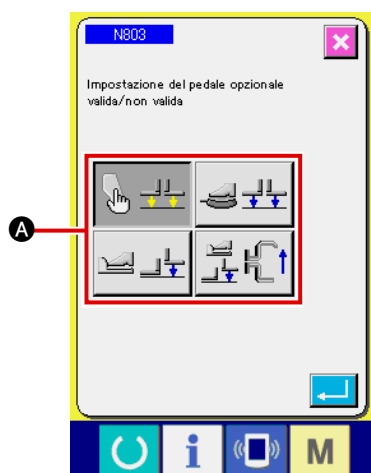 N803
Impostazione del pedale opzionale
valida/non valida
A
i
M